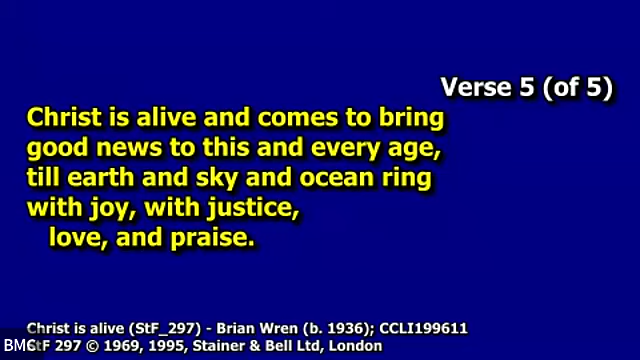 Verse 5 (of 5)
Christ is alive and comes to bring
good news to this and every age,
till earth and sky and ocean ring
with joy, with justice,
love, and praise.
Christ is alive (StF_297) - Brian Wren (b. 1936); CCLI199611
StF 297 © 1969, 1995, Stainer & Bell Ltd, London
BMC